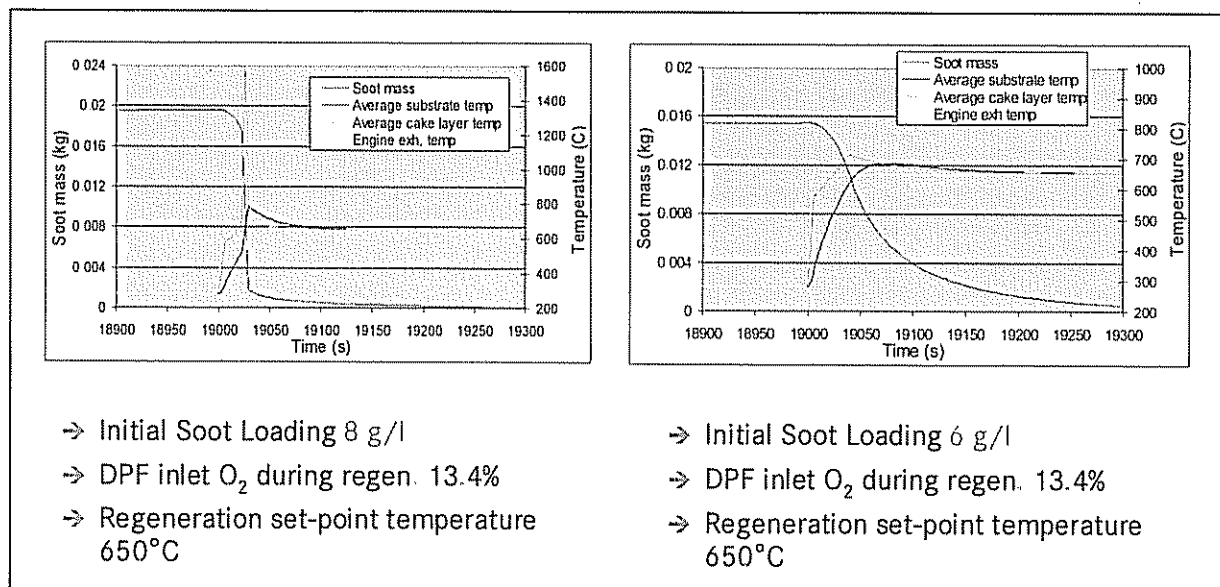 0 024
0 02
0 016
0 012
0 008
0 004
0
Soot mass (kg)
Soot mass
Average substrate temp
Average cake layer temp
Engine exh, temp
1600
1400
1200
1000
800
600
400
200
Temperature (C)
18900 18950 19000 19050 19100 19150 19200 19250 19300
Time (s)
0 02
0 016
0 012
0 008
0 004
0
Soot mass (kg)
Soot mass
Average substrate temp
Average cake layer temp
Engine exh temp
1000
900
800
700
600
500
400
300
200
Temperature (C)
18900 18950 19000 19050 19100 19150 19200 19250 19300
Time (s)
→ Initial Soot Loading 8 g/l
→ DPF inlet O₂ during regen. 13.4%
→ Regeneration set-point temperature
650°C
→ Initial Soot Loading 6 g/l
→ DPF inlet O₂ during regen. 13.4%
→ Regeneration set-point temperature
650°C